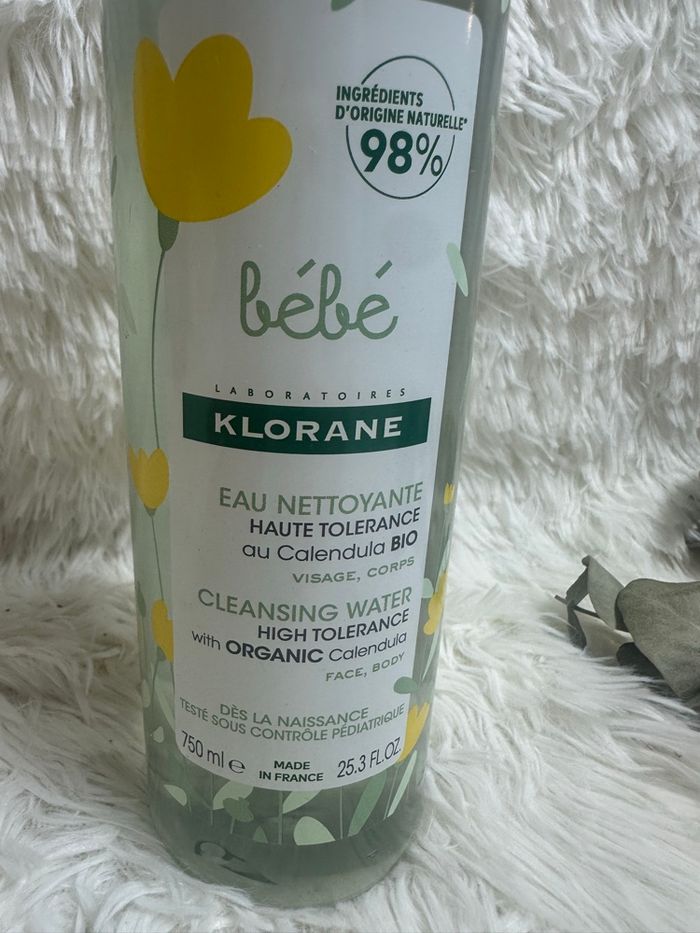 INGRÉDIENTS
D'ORIGINE NATURELLE*
98%
bébé
LABORATOIRES
KLORANE
EAU NETTOYANTE
HAUTE TOLERANCE
au Calendula BIO
VISAGE, CORPS
CLEANSING WATER
HIGH TOLERANCE
with ORGANIC Calendula
FACE, BODY
DÈS LA NAISSANCE
TESTÉ SOUS CONTRÔLE PÉDIATRIQUE
750 ml e MADE IN FRANCE 25.3 FL.OZ.